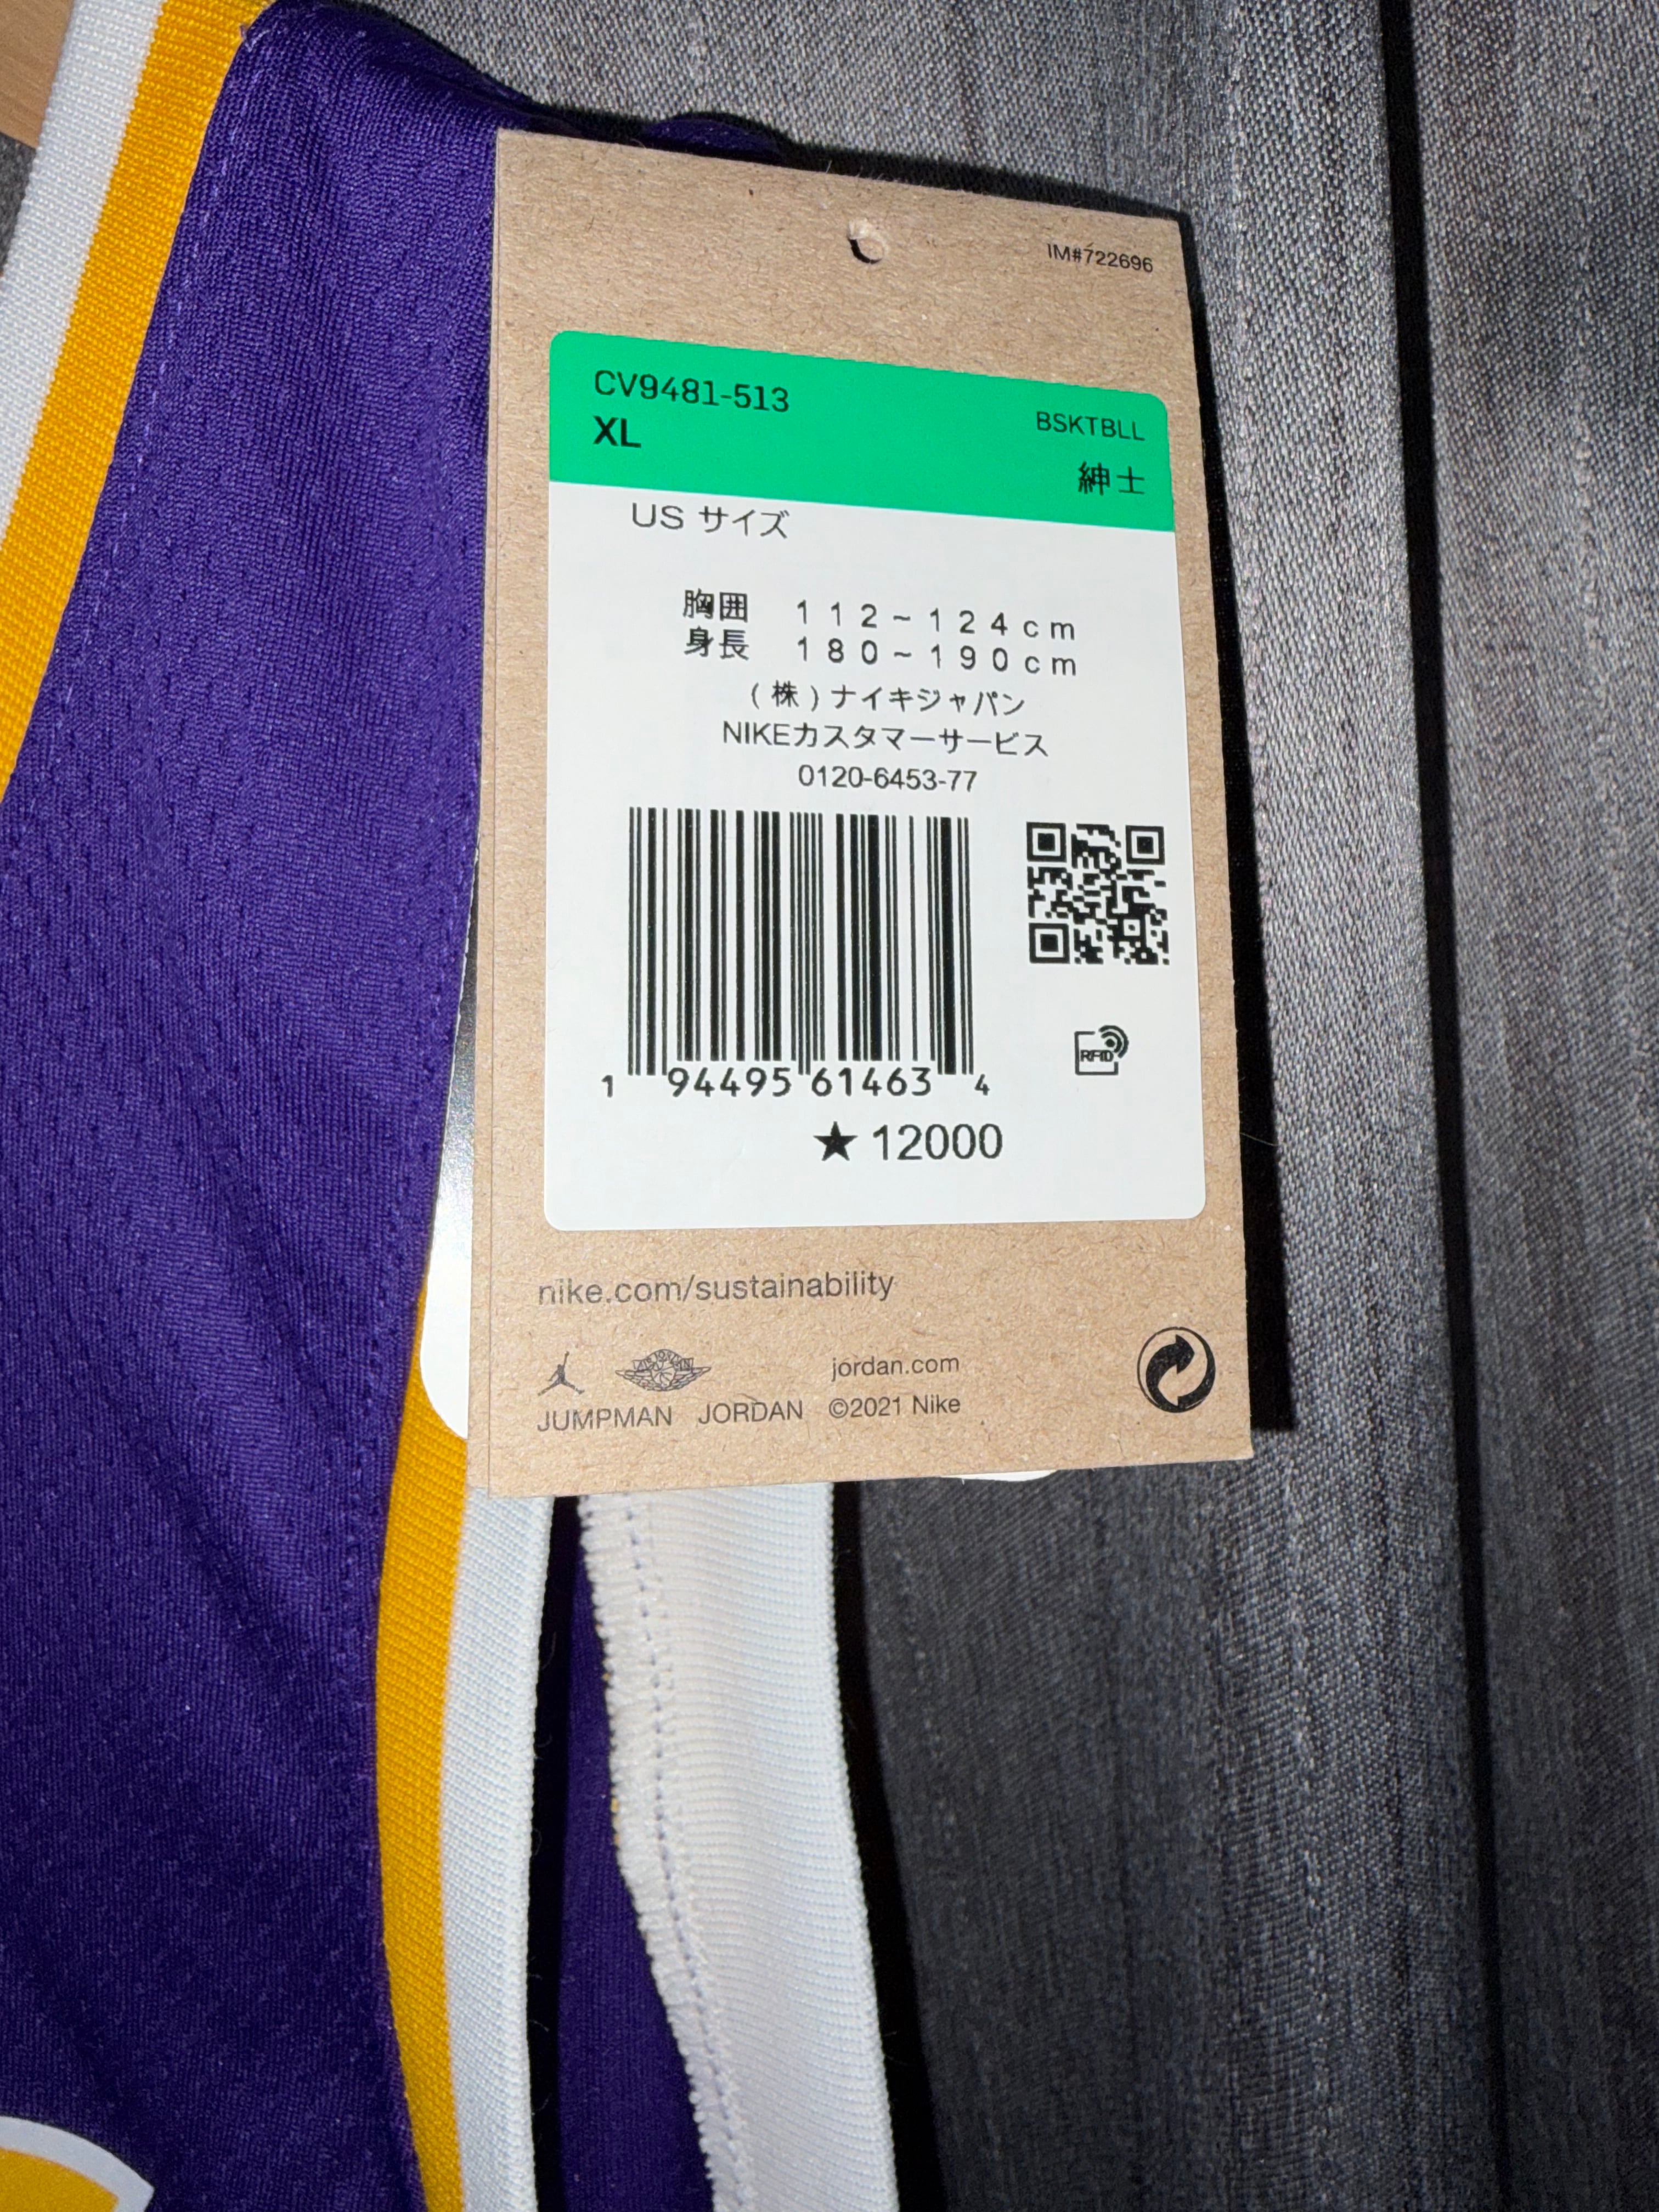 IM#722696
CV9481-513
XL
BSKTBLL
紳士
US サイズ
胸囲 112~124cm
身長 180~190cm
(株)ナイキジャパン
NIKEカスタマーサービス
0120-6453-77
1 94495 61463 4
RFID
★12000
nike.com/sustainability
jordan.com
JUMPMAN JORDAN ©2021 Nike